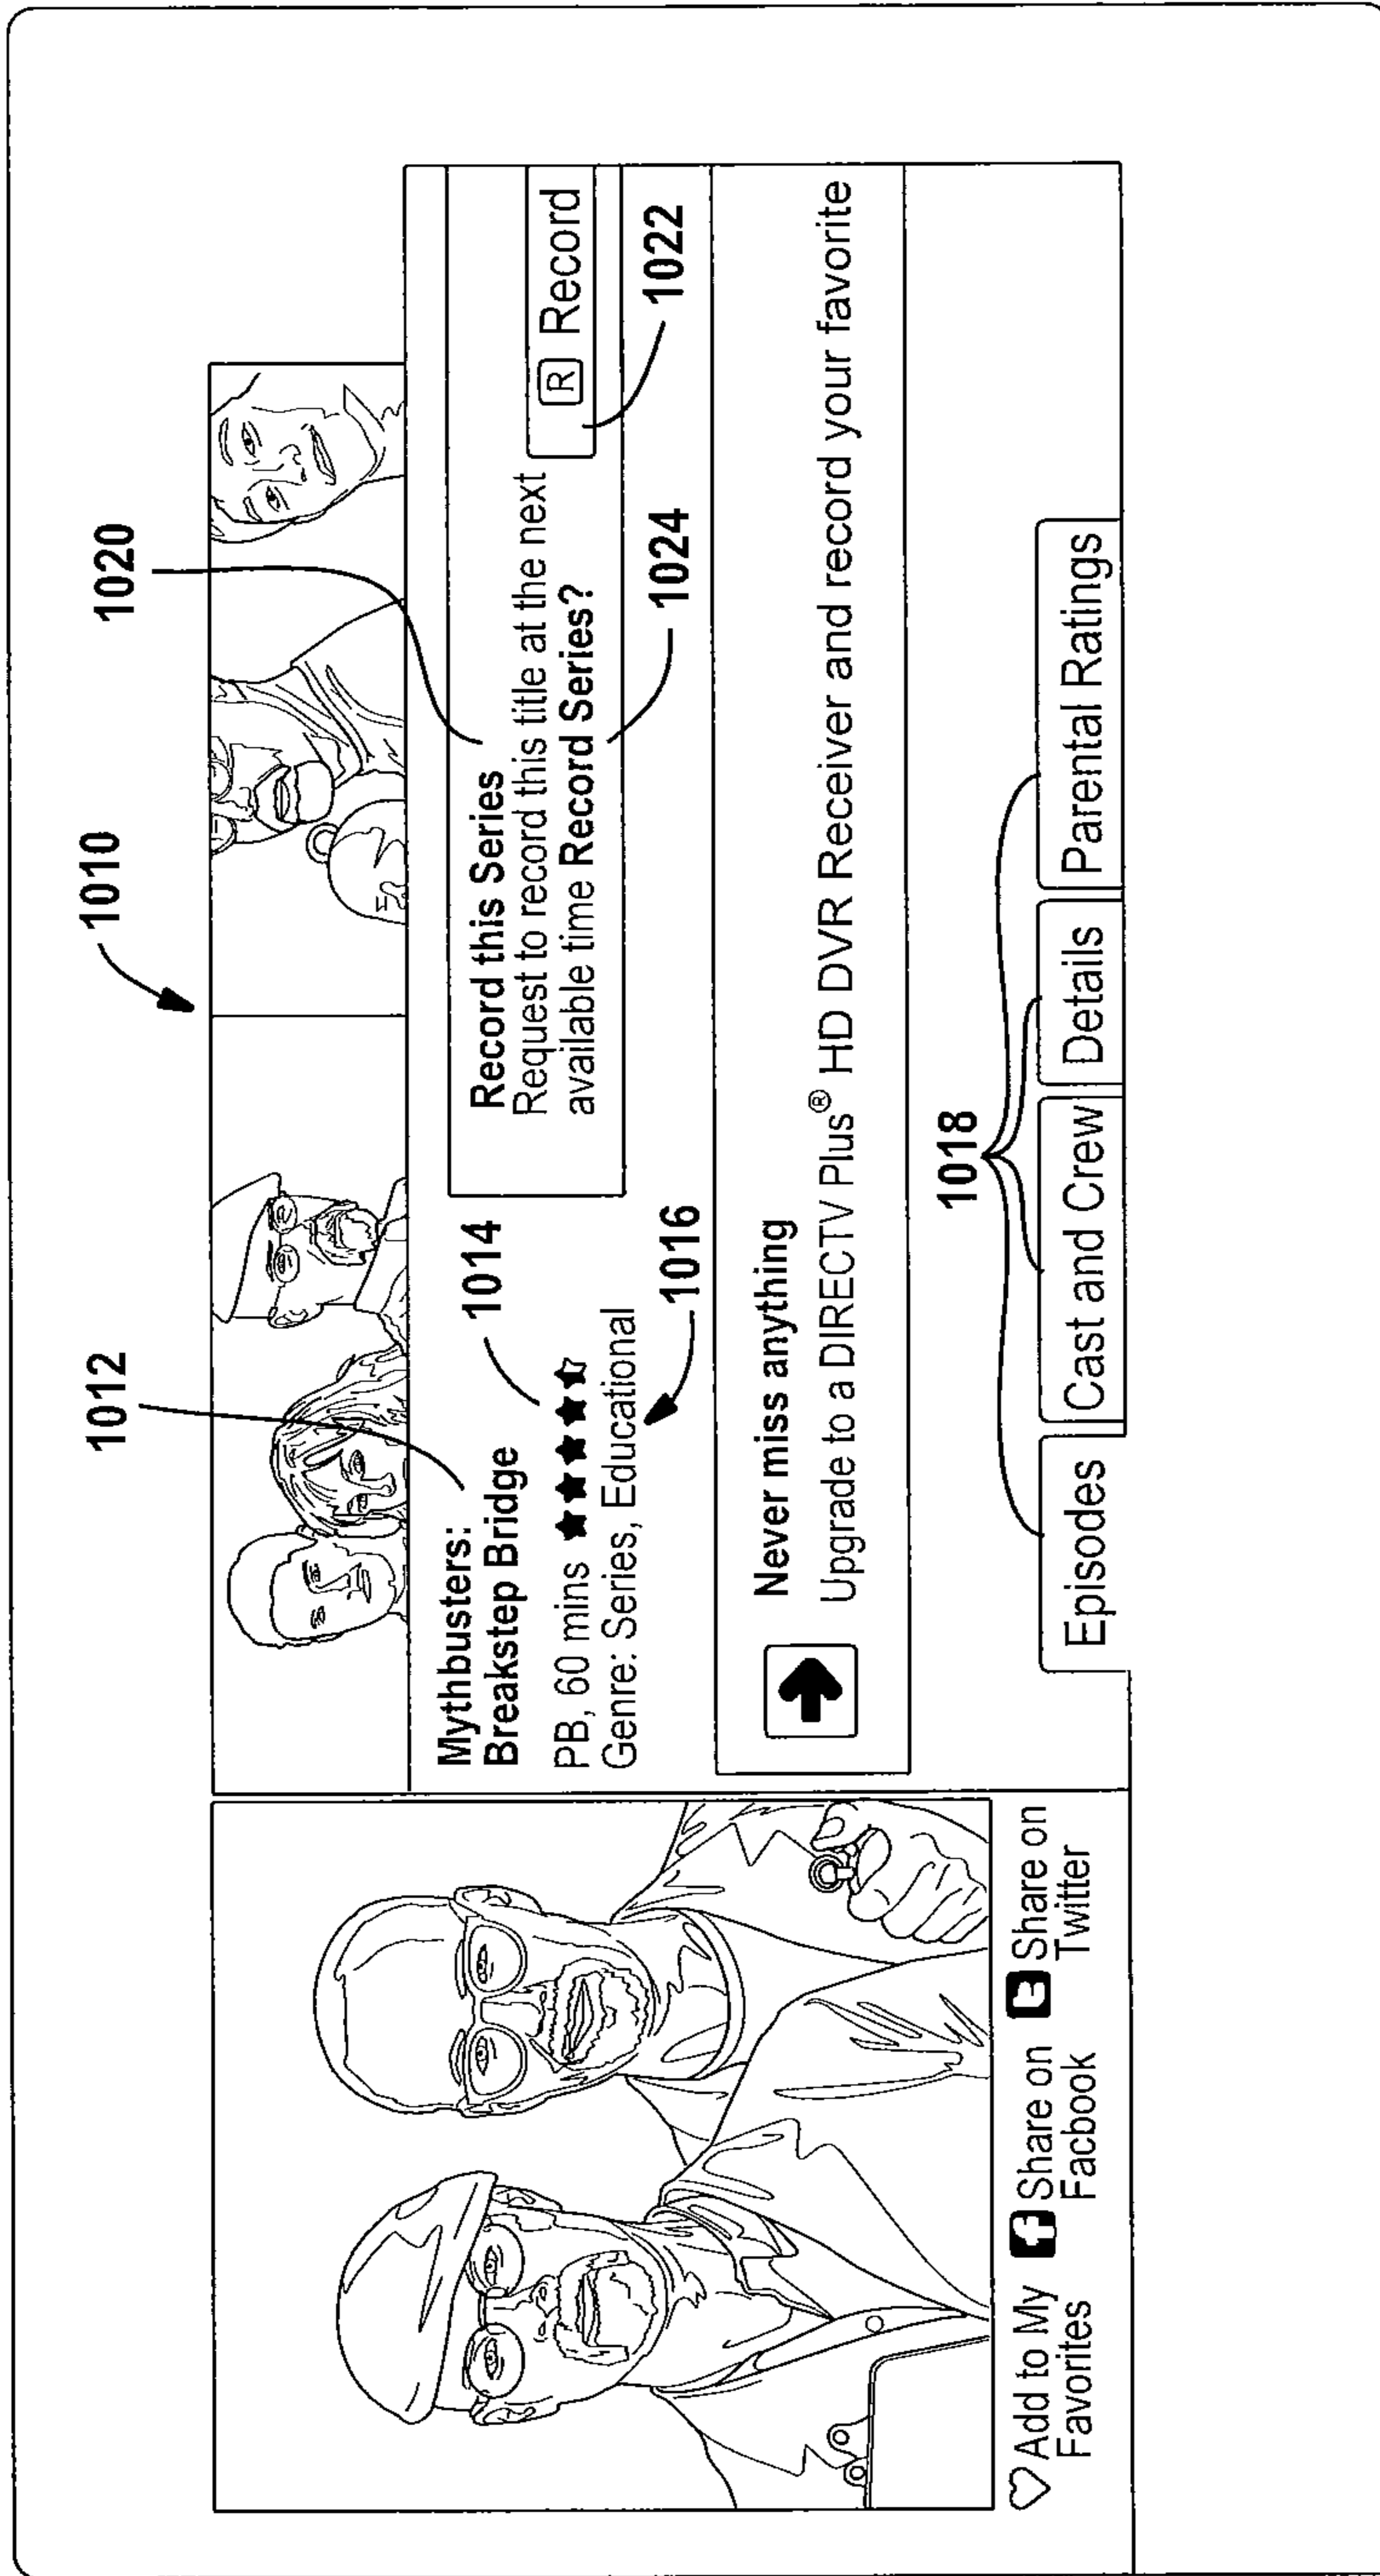 1010
1020
1012
Mythbusters:
Breakstep Bridge
1014
PB, 60 mins ★★★★⯪
Genre: Series, Educational
1016
Record this Series
Request to record this title at the next
available time Record Series?
R Record
1022
1024
Never miss anything
Upgrade to a DIRECTV Plus® HD DVR Receiver and record your favorite
1018
Episodes
Cast and Crew
Details
Parental Ratings
Add to My
Favorites
f Share on
Facbook
t Share on
Twitter